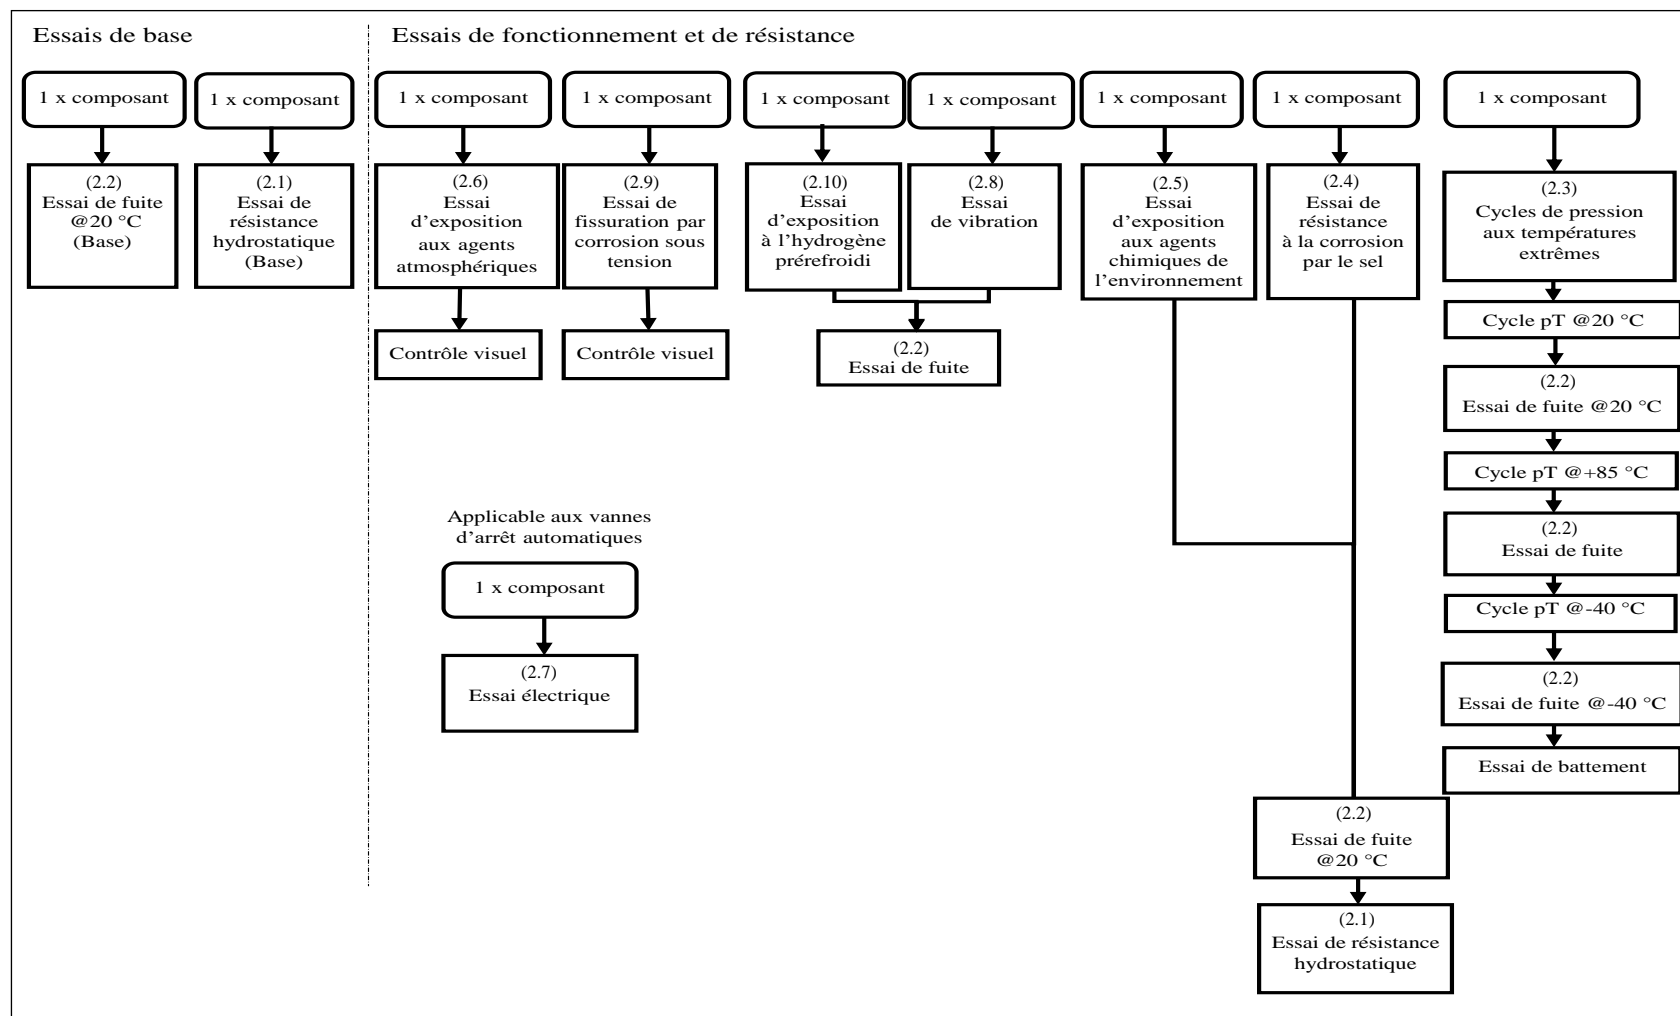 Essais de base
Essais de fonctionnement et de résistance
1 x composant
1 x composant
1 x composant
1 x composant
1 x composant
1 x composant
1 x composant
1 x composant
1 x composant
(2.2)
Essai de fuite
@20 °C
(Base)
(2.1)
Essai de
résistance
hydrostatique
(Base)
(2.6)
Essai
d’exposition
aux agents
atmosphériques
(2.9)
Essai de
fissuration par
corrosion sous
tension
(2.10)
Essai
d’exposition
à l’hydrogène
prérefroidi
(2.8)
Essai
de vibration
(2.5)
Essai
d’exposition
aux agents
chimiques de
l’environnement
(2.4)
Essai de
résistance
à la corrosion
par le sel
(2.3)
Cycles de pression
aux températures
extrêmes
Contrôle visuel
Contrôle visuel
(2.2)
Essai de fuite
Cycle pT @20 °C
(2.2)
Essai de fuite @20 °C
Cycle pT @+85 °C
(2.2)
Essai de fuite
Cycle pT @-40 °C
(2.2)
Essai de fuite @-40 °C
Essai de battement
Applicable aux vannes
d’arrêt automatiques
1 x composant
(2.7)
Essai électrique
(2.2)
Essai de fuite
@20 °C
(2.1)
Essai de résistance
hydrostatique